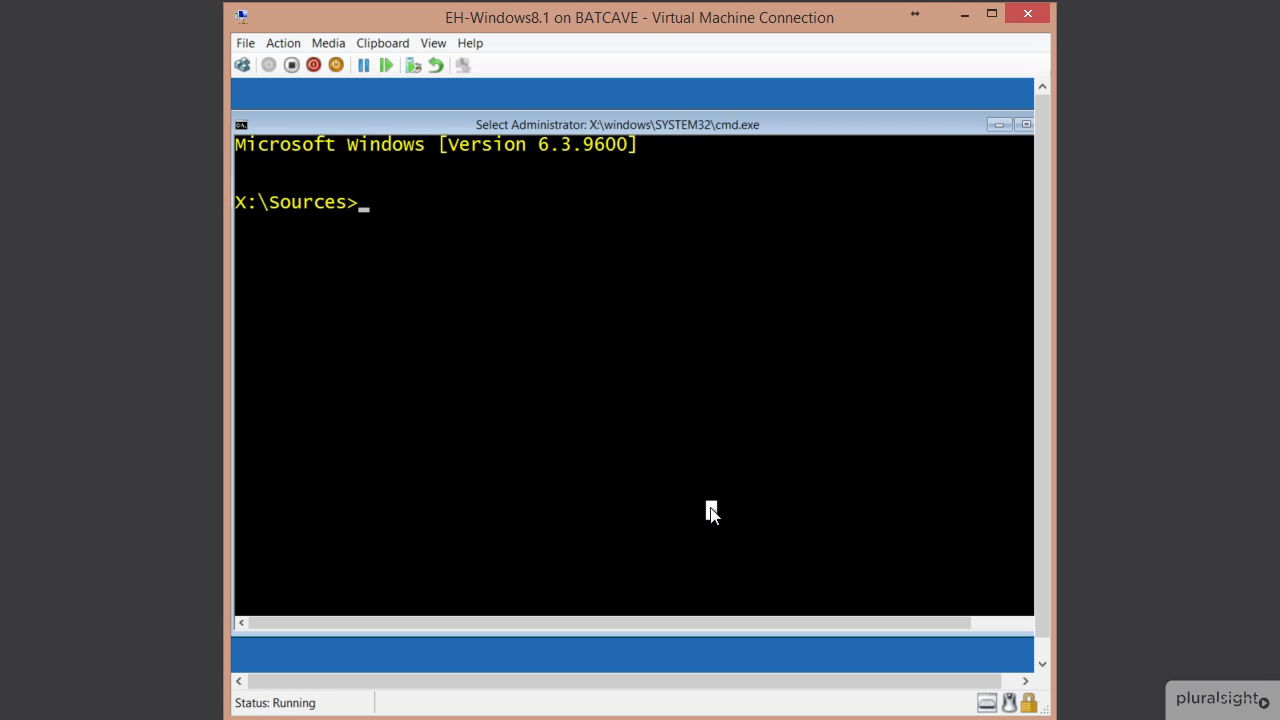 EH-Windows8.1 on BATCAVE - Virtual Machine Connection
File Action Media Clipboard View Help
Select Administrator: X:\windows\SYSTEM32\cmd.exe
Microsoft Windows [Version 6.3.9600]
X:\Sources>_
Status: Running
pluralsight